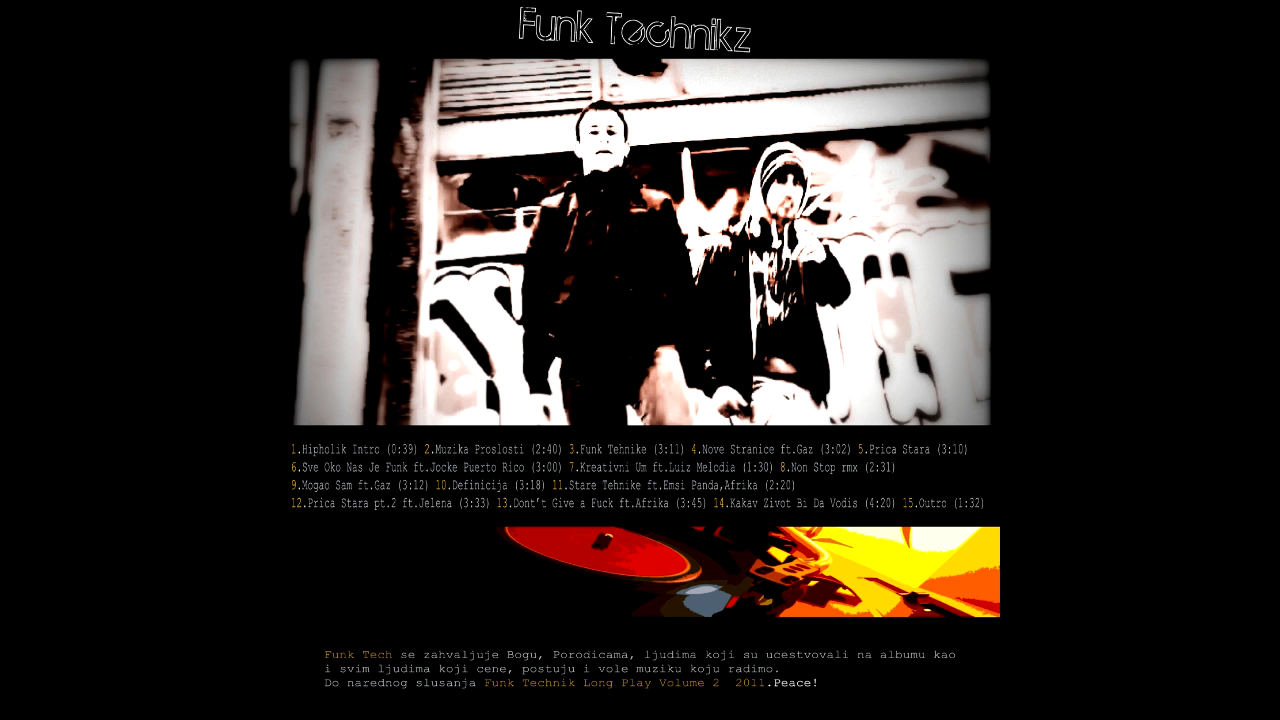 Funk Technikz
1.Hipholik Intro (0:39) 2.Muzika Proslosti (2:40) 3.Funk Tehnike (3:11) 4.Nove Stranice ft.Gaz (3:02) 5.Prica Stara (3:10)
6.Sve Oko Nas Je Funk ft.Jocke Puerto Rico (3:00) 7.Kreativni Um ft.Luiz Melodia (1:30) 8.Non Stop rmx (2:31)
9.Mogao Sam ft.Gaz (3:12) 10.Definicija (3:18) 11.Stare Tehnike ft.Emsi Panda,Afrika (2:20)
12.Prica Stara pt.2 ft.Jelena (3:33) 13.Dont't Give a Fuck ft.Afrika (3:45) 14.Kakav Zivot Bi Da Vodis (4:20) 15.Outro (1:32)
Funk Tech se zahvaljuje Bogu, Porodicama, ljudima koji su ucestvovali na albumu kao
i svim ljudima koji cene, postuju i vole muziku koju radimo.
Do narednog slusanja Funk Technik Long Play Volume 2 2011.Peace!